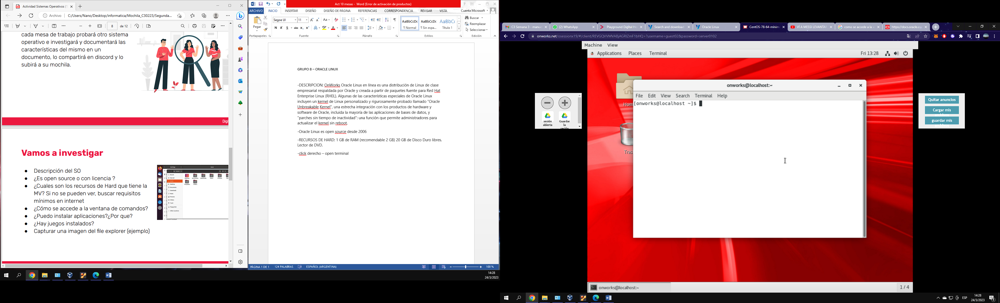 Actividad Sistemas Operativos (1
Archivo
C:/Users/Nano/Desktop/informatica/Mochila_C30223/Segunda...
8
de 12
cada mesa de trabajo probará otro sistema
operativo e investigará y documentará las
características del mismo en un
documento, lo compartirá en discord y lo
subirá a su mochila.
Digi
Vamos a investigar
● Descripción del SO
● ¿Es open source o con licencia ?
● ¿Cuales son los recursos de Hard que tiene la
MV? Si no se pueden ver, buscar requisitos
mínimos en internet
● ¿Cómo se accede a la ventana de comandos?
● ¿Puedo instalar aplicaciones?¿Por que?
● ¿Hay juegos instalados?
● Capturar una imagen del file explorer (ejemplo)
Act 10 mesas - Word (Error de activación de productos)
ARCHIVO INICIO INSERTAR DISEÑO DISEÑO DE PÁGINA REFERENCIAS CORRESPONDENCIA REVISAR VISTA Cuenta Microsoft
Pegar
Segoe UI 11
N K S abc x₂ x²
AaBbCcDc AaBbCcDc AaBbCc
¶ Normal ¶ Sin espa... Título 1
Buscar
Reemplazar
Seleccionar
Portapapeles Fuente Párrafo Estilos Edición
GRUPO 8 – ORACLE LINUX
-DESCRIPCION: OnWorks Oracle Linux en línea es una distribución de Linux de clase
empresarial respaldada por Oracle y creada a partir de paquetes fuente para Red Hat
Enterprise Linux (RHEL). Algunas de las características especiales de Oracle Linux
incluyen un kernel de Linux personalizado y rigurosamente probado llamado "Oracle
Unbreakable Kernel", una estrecha integración con los productos de hardware y
software de Oracle, incluida la mayoría de las aplicaciones de bases de datos, y
"parches sin tiempo de inactividad": una función que permite administradores para
actualizar el kernel sin reboot.
-Oracle Linux es open source desde 2006
-RECURSOS DE HARD: 1 GB de RAM (recomendable 2 GB) 20 GB de Disco Duro libres.
Lector de DVD.
-click derecho – open terminal
PÁGINA 1 DE 1 124 PALABRAS ESPAÑOL (ARGENTINA) 100 %
14:28
24/3/2023
C3 Semana 3 - manue
(2) WhatsApp
Playground Digital Ho
Search and download
Oracle Linux
CentOS-78-64-mínim
VÍ A MESSI LEVANTAR
como se accede a la v
https://docs.oracle.co
onworks.net/osessionx19/#/client/REVGQVVMVABjAGRlZmF1bHQ=?username=guest02&password=server0102
Machine View
Applications Places Terminal
Fri 13:28
Hom
Tras
onworks@localhost:~
File Edit View Search Terminal Help
[onworks@localhost ~]$
sesión
abierta
Guardar
la
sesión
Quitar anuncios
Cargar mis
guardar mis
onworks@localhost:~
1 / 4
ESP
14:28
24/3/2023